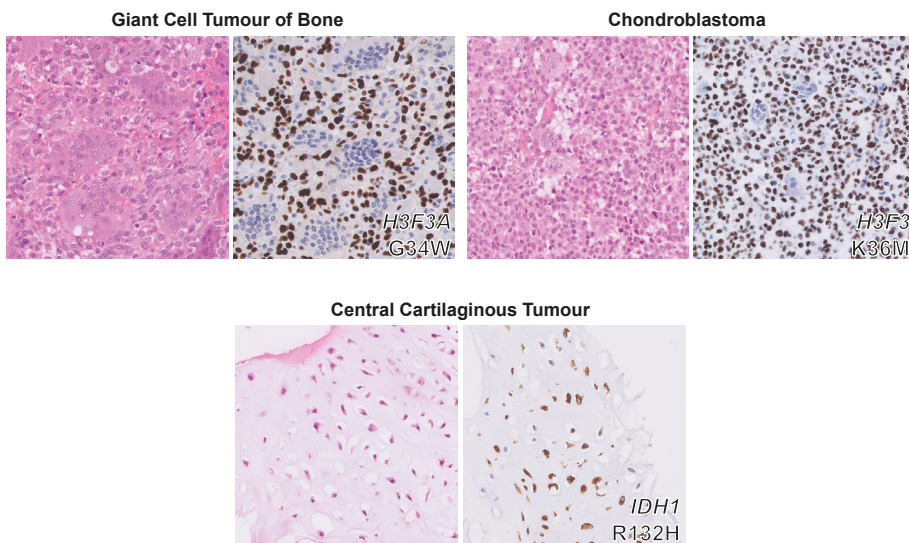 Giant Cell Tumour of Bone
Chondroblastoma
H3F3A
G34W
H3F3
K36M
Central Cartilaginous Tumour
IDH1
R132H